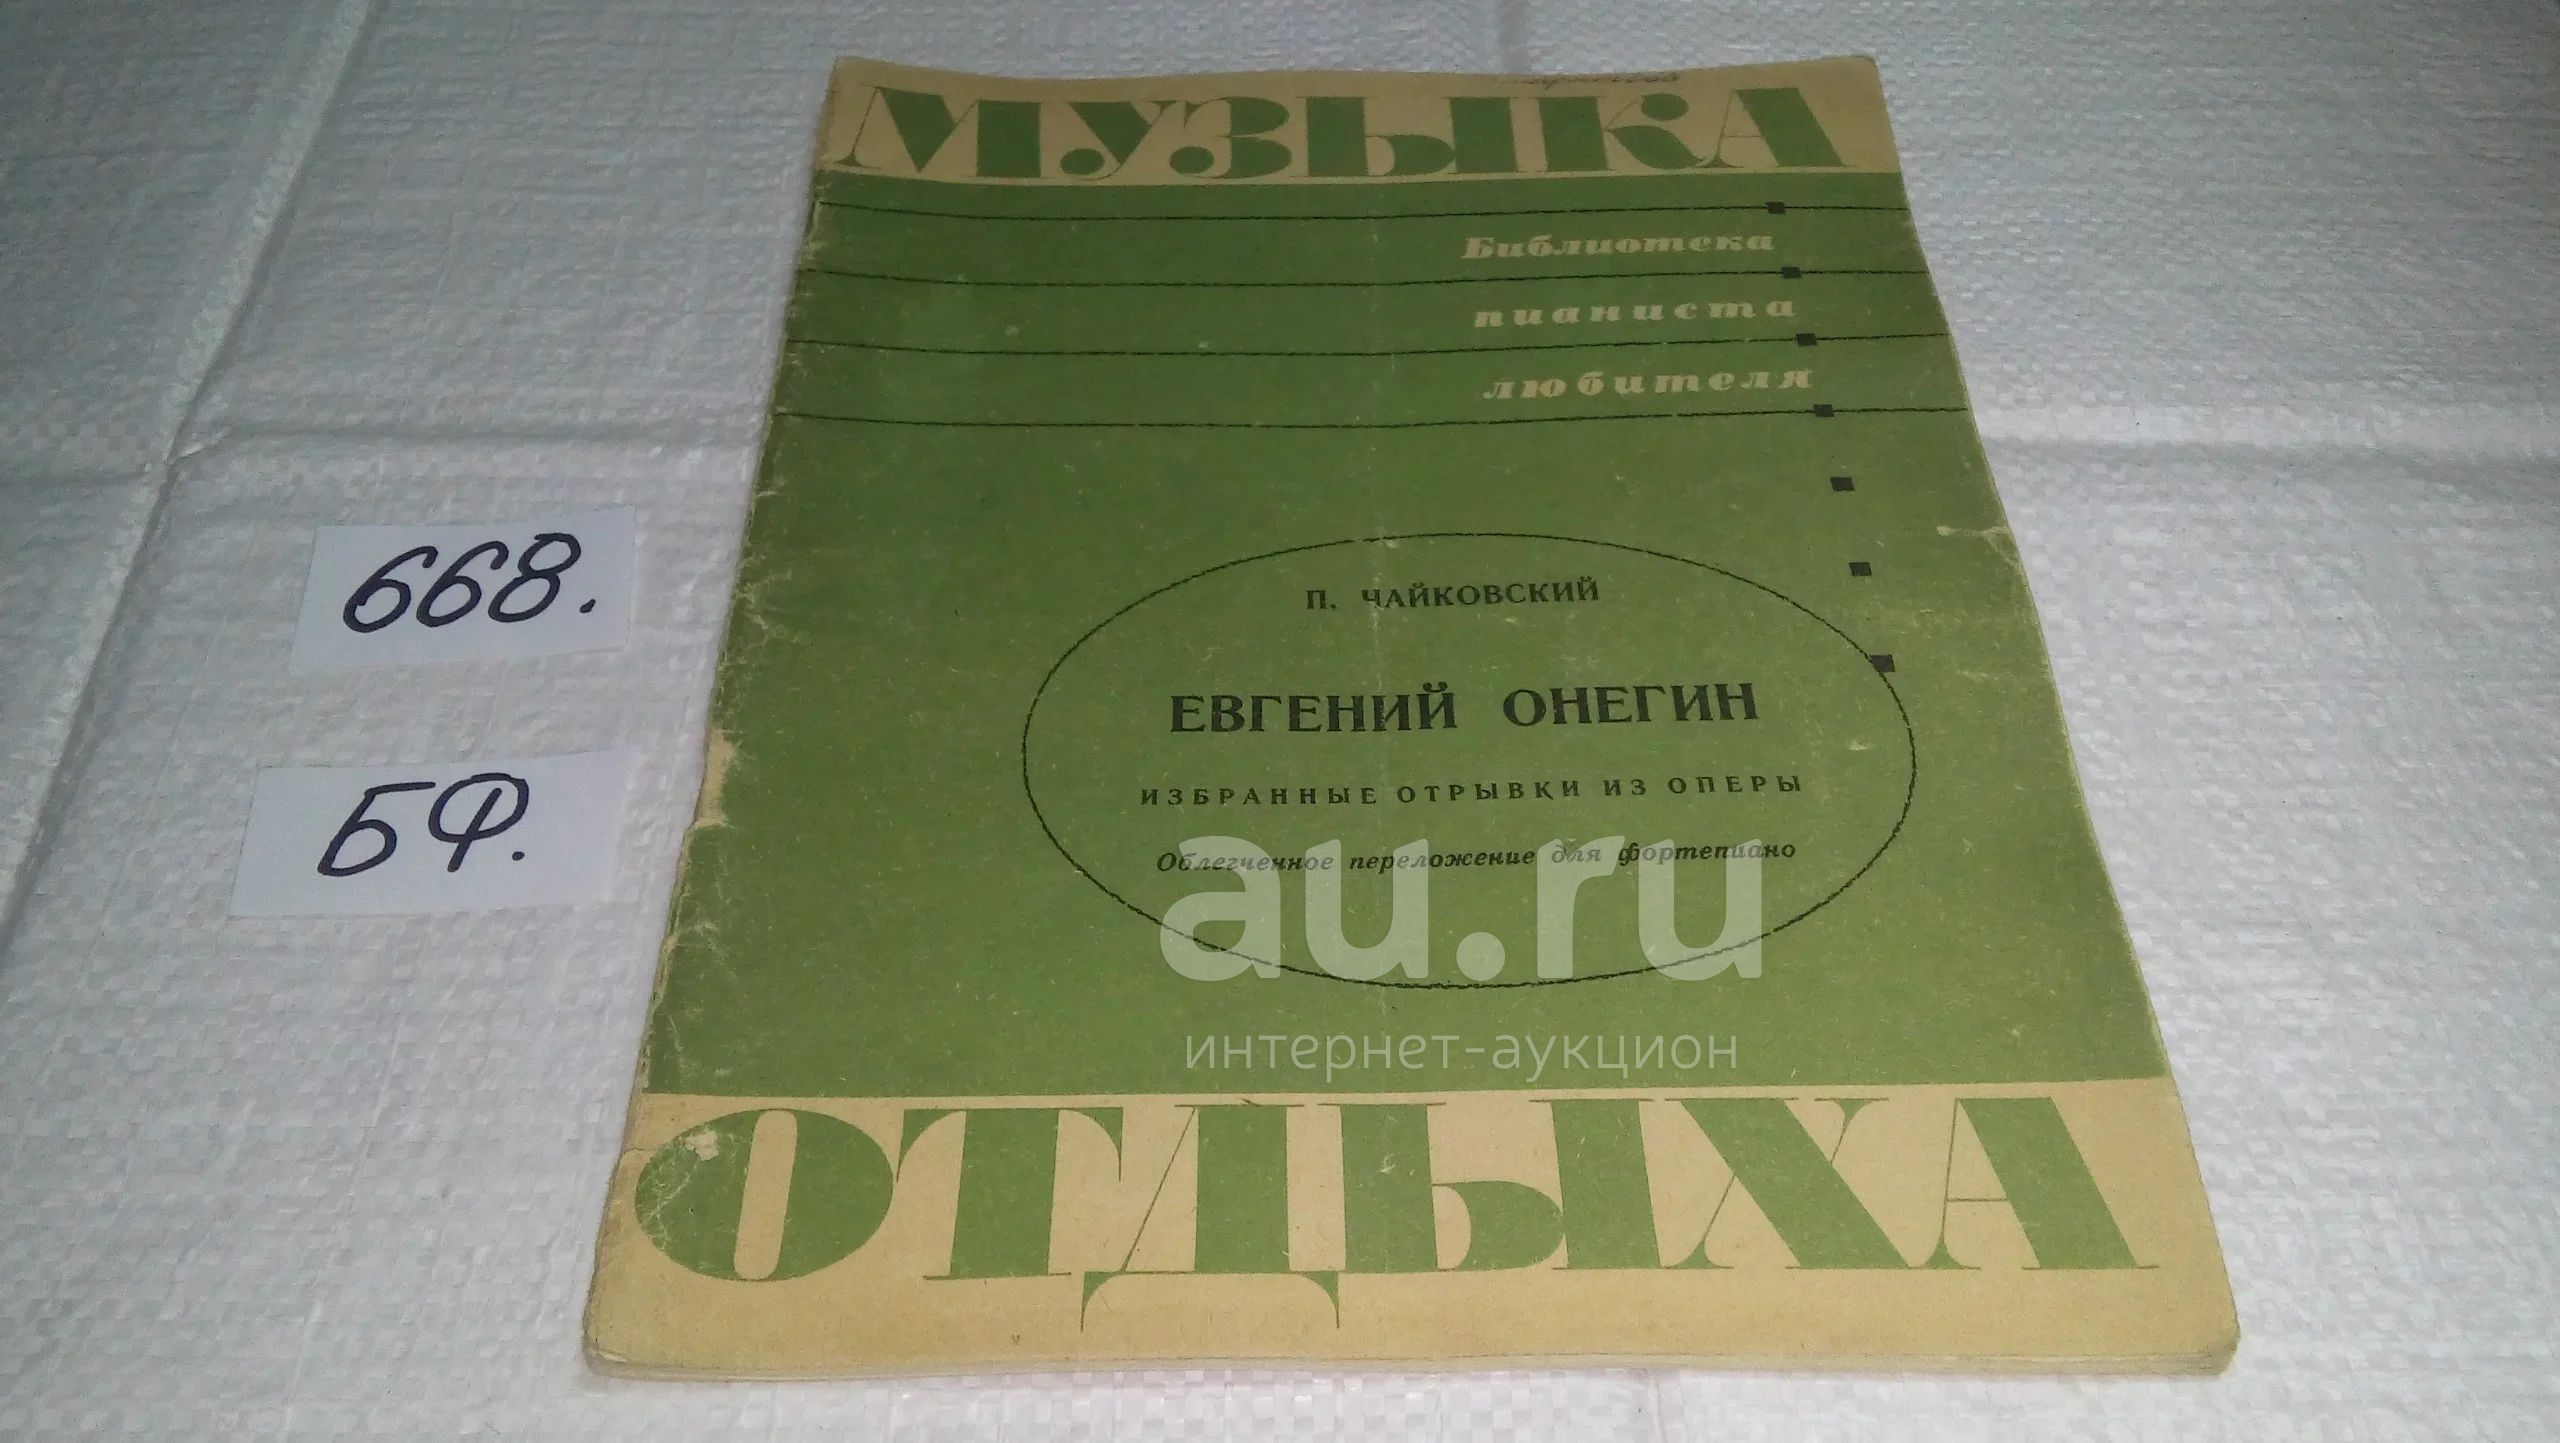 МУЗЫКА
Библиотека
пианиста
любителя
668.
БФ.
П. ЧАЙКОВСКИЙ
ЕВГЕНИЙ ОНЕГИН
ИЗБРАННЫЕ ОТРЫВКИ ИЗ ОПЕРЫ
Облегченное переложение для фортепиано
au.ru
интернет-аукцион
ОТДЫХА